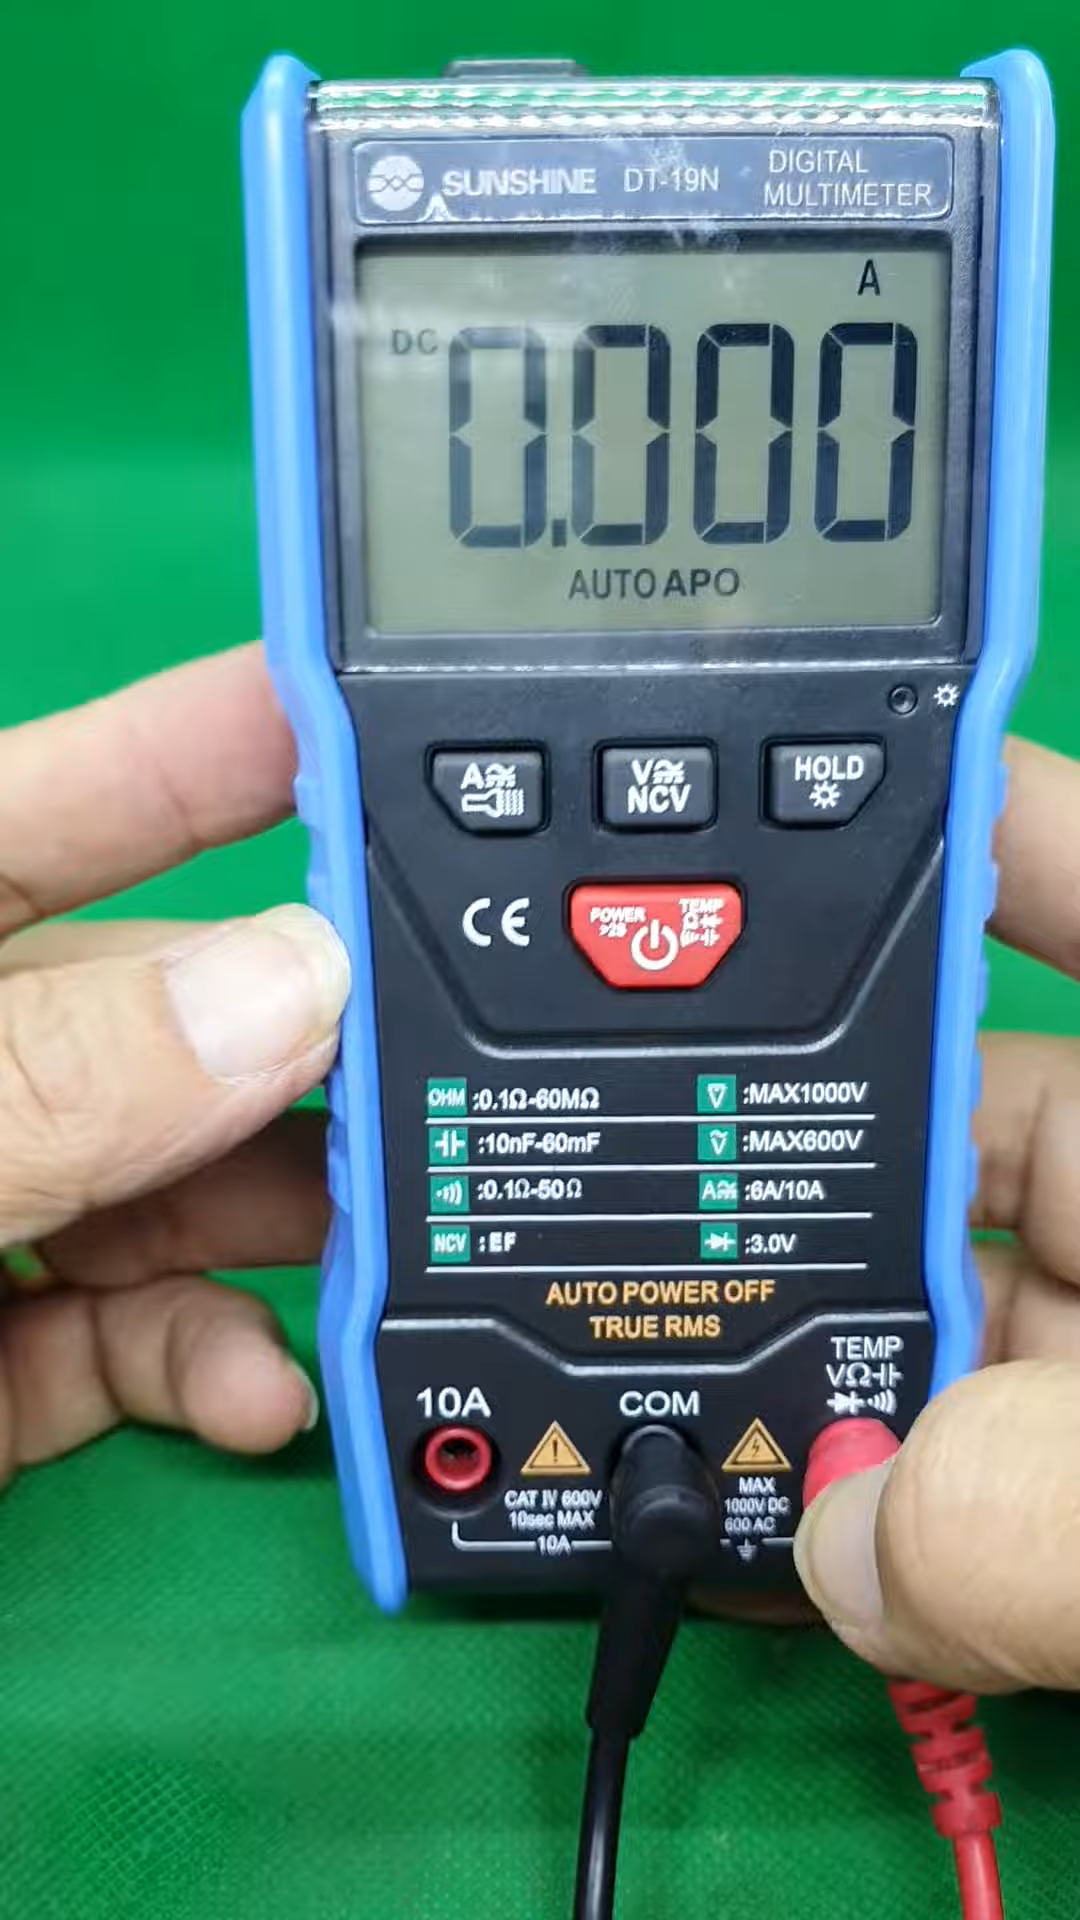 SUNSHINE DT-19N DIGITAL MULTIMETER
A
DC 0.000
AUTO APO
A V HOLD
NCV
CE
POWER >2S TEMP Ω
OHM :0.1Ω-60MΩ
:MAX1000V
:10nF-60mF
:MAX600V
:0.1Ω-50Ω
A :6A/10A
NCV :EF
:3.0V
AUTO POWER OFF
TRUE RMS
10A
COM
TEMP
VΩ
CAT IV 600V
10sec MAX
10A
MAX
1000V DC
600 AC